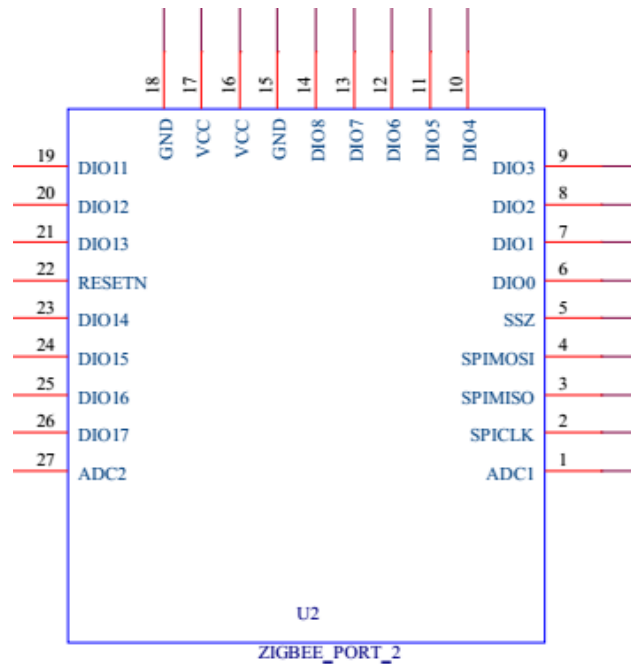 18 17 16 15 14 13 12 11 10
GND VCC VCC GND DIO8 DIO7 DIO6 DIO5 DIO4
19 DIO11 DIO3 9
20 DIO12 DIO2 8
21 DIO13 DIO1 7
22 RESETN DIO0 6
23 DIO14 SSZ 5
24 DIO15 SPIMOSI 4
25 DIO16 SPIMISO 3
26 DIO17 SPICLK 2
27 ADC2 ADC1 1
U2
ZIGBEE_PORT_2